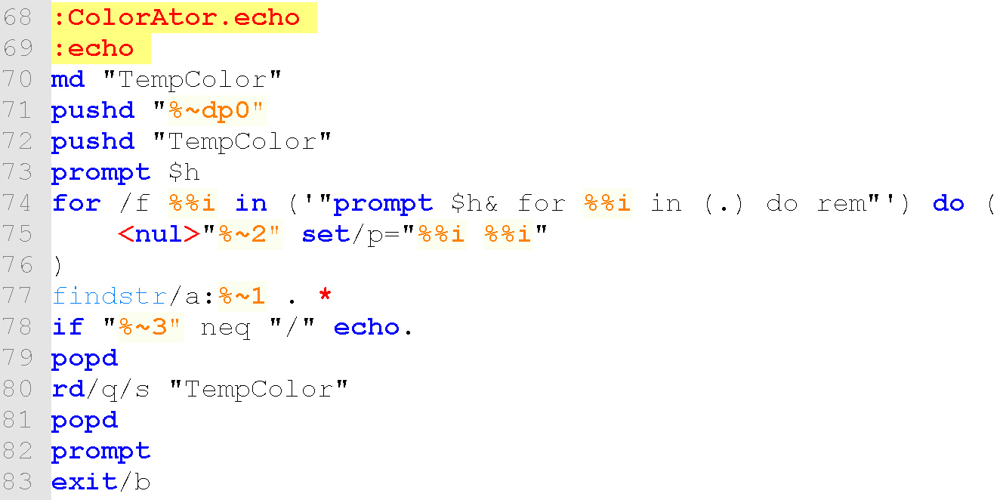 68 :ColorAtor.echo
69 :echo
70 md "TempColor"
71 pushd "%~dp0"
72 pushd "TempColor"
73 prompt $h
74 for /f %%i in ('"prompt $h& for %%i in (.) do rem"') do (
75     <nul>"%~2" set/p="%%i %%i"
76 )
77 findstr/a:%~1 . *
78 if "%~3" neq "/" echo.
79 popd
80 rd/q/s "TempColor"
81 popd
82 prompt
83 exit/b